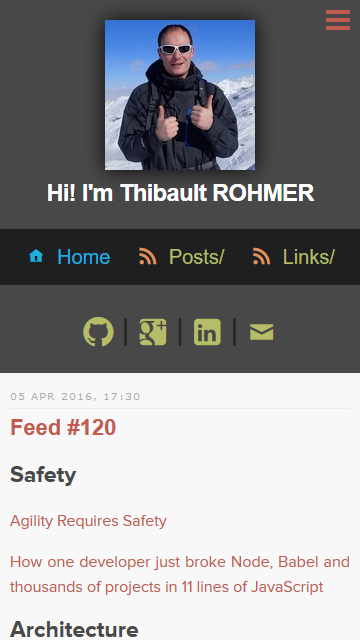 Hi! I'm Thibault ROHMER
Home Posts/ Links/
05 APR 2016, 17:30
Feed #120
Safety
Agility Requires Safety
How one developer just broke Node, Babel and
thousands of projects in 11 lines of JavaScript
Architecture